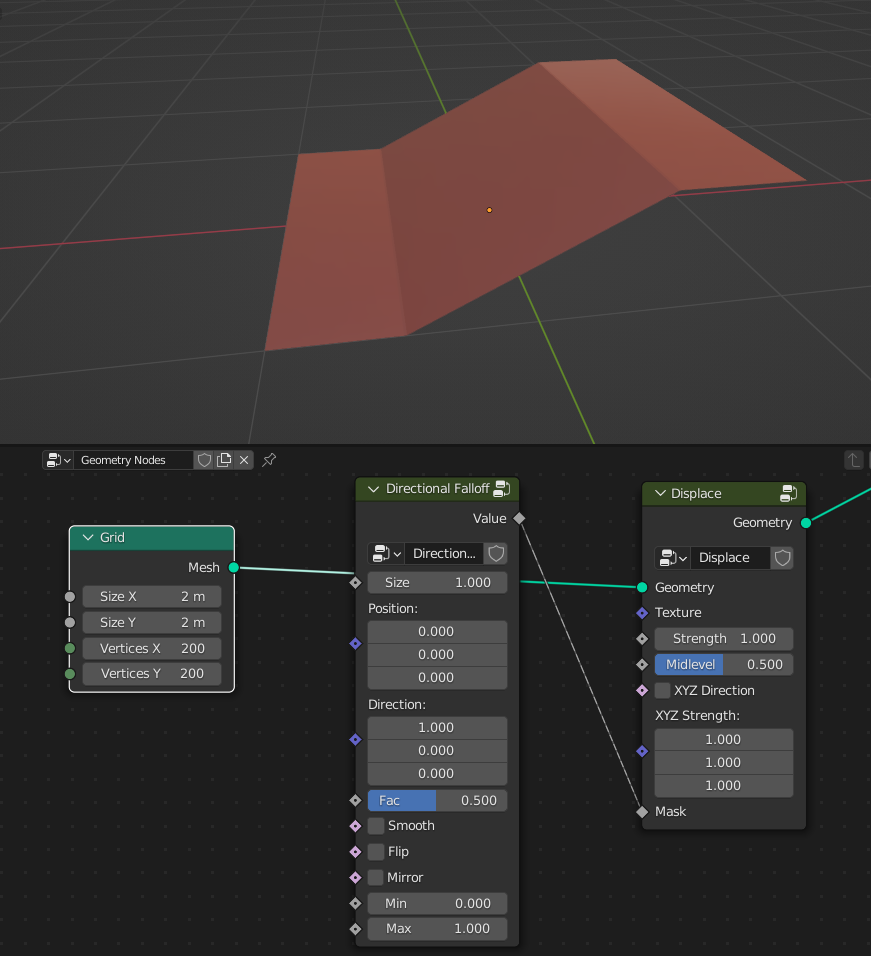 Geometry Nodes
Grid
Mesh
Size X 2 m
Size Y 2 m
Vertices X 200
Vertices Y 200
Directional Falloff
Value
Direction...
Size 1.000
Position:
0.000
0.000
0.000
Direction:
1.000
0.000
0.000
Fac 0.500
Smooth
Flip
Mirror
Min 0.000
Max 1.000
Displace
Geometry
Displace
Geometry
Texture
Strength 1.000
Midlevel 0.500
XYZ Direction
XYZ Strength:
1.000
1.000
1.000
Mask